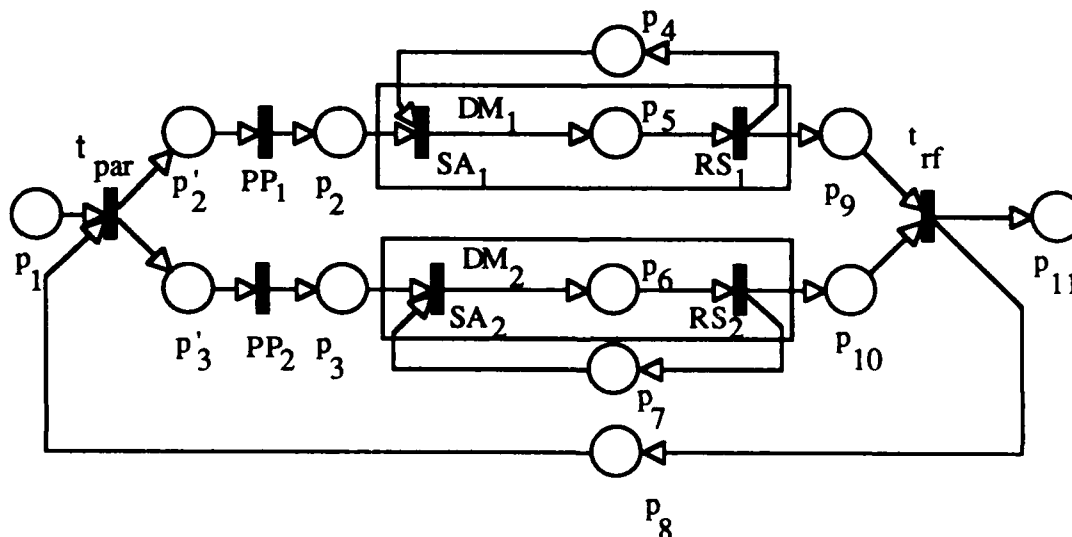 p4
DM1
p5
SA1
RS1
t par
p'2
PP1
p2
p9
t rf
p1
p11
DM2
p6
SA2
RS2
p'3
PP2
p3
p10
p7
p8